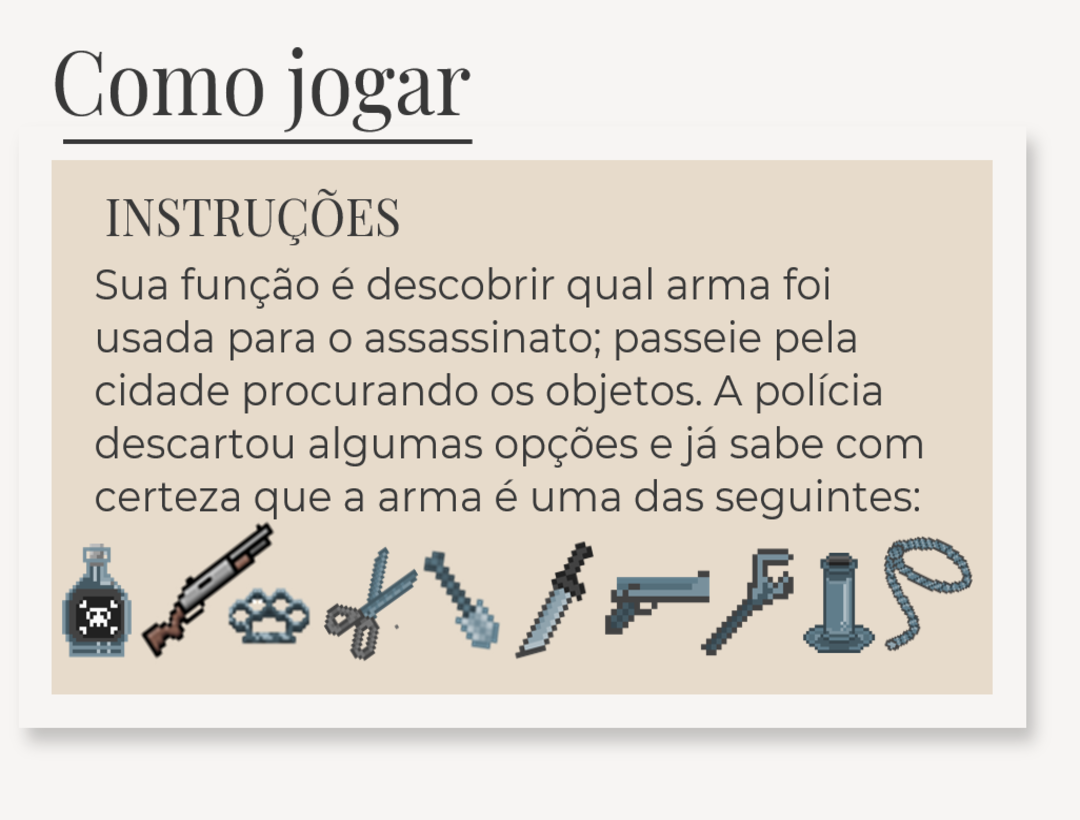 Como jogar
INSTRUÇÕES
Sua função é descobrir qual arma foi
usada para o assassinato; passeie pela
cidade procurando os objetos. A polícia
descartou algumas opções e já sabe com
certeza que a arma é uma das seguintes: